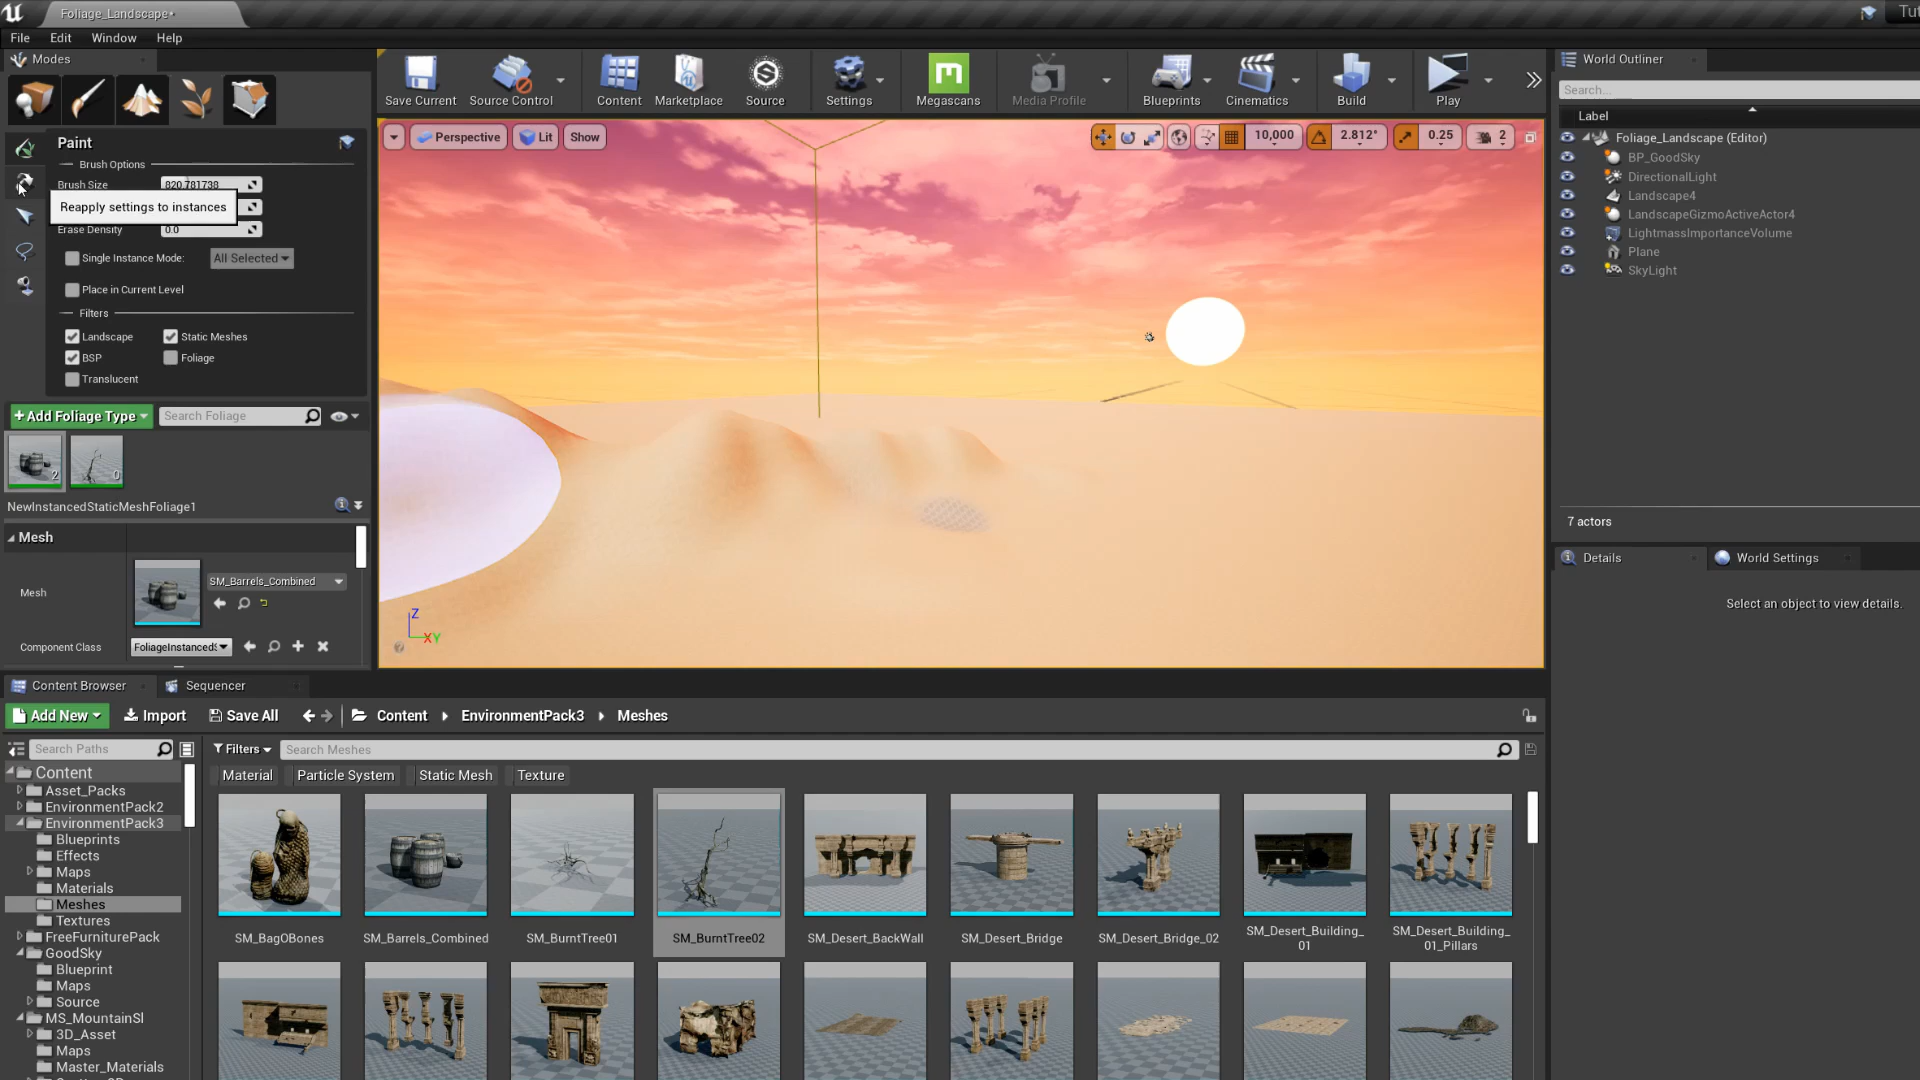 Foliage_Landscape*
Tut
File Edit Window Help
Modes
Save Current
Source Control
Content
Marketplace
Source
Settings
Megascans
Media Profile
Blueprints
Cinematics
Build
Play
World Outliner
Search...
Label
Foliage_Landscape (Editor)
BP_GoodSky
DirectionalLight
Landscape4
LandscapeGizmoActiveActor4
LightmassImportanceVolume
Plane
SkyLight
7 actors
Details
World Settings
Select an object to view details.
Paint
Brush Options
Brush Size 820.781738
Reapply settings to instances
Erase Density 0.0
Single Instance Mode: All Selected
Place in Current Level
Filters
Landscape Static Meshes
BSP Foliage
Translucent
+Add Foliage Type Search Foliage
2 0
NewInstancedStaticMeshFoliage1
Mesh
Mesh SM_Barrels_Combined
Component Class FoliageInstancedS
Perspective Lit Show
10,000 2.812° 0.25 2
Z
X Y
Content Browser Sequencer
Add New Import Save All Content EnvironmentPack3 Meshes
Search Paths
Filters Search Meshes
Material Particle System Static Mesh Texture
Content
Asset_Packs
EnvironmentPack2
EnvironmentPack3
Blueprints
Effects
Maps
Materials
Meshes
Textures
FreeFurniturePack
GoodSky
Blueprint
Maps
Source
MS_MountainSl
3D_Asset
Maps
Master_Materials
SM_BagOBones
SM_Barrels_Combined
SM_BurntTree01
SM_BurntTree02
SM_Desert_BackWall
SM_Desert_Bridge
SM_Desert_Bridge_02
SM_Desert_Building_
01
SM_Desert_Building_
01_Pillars